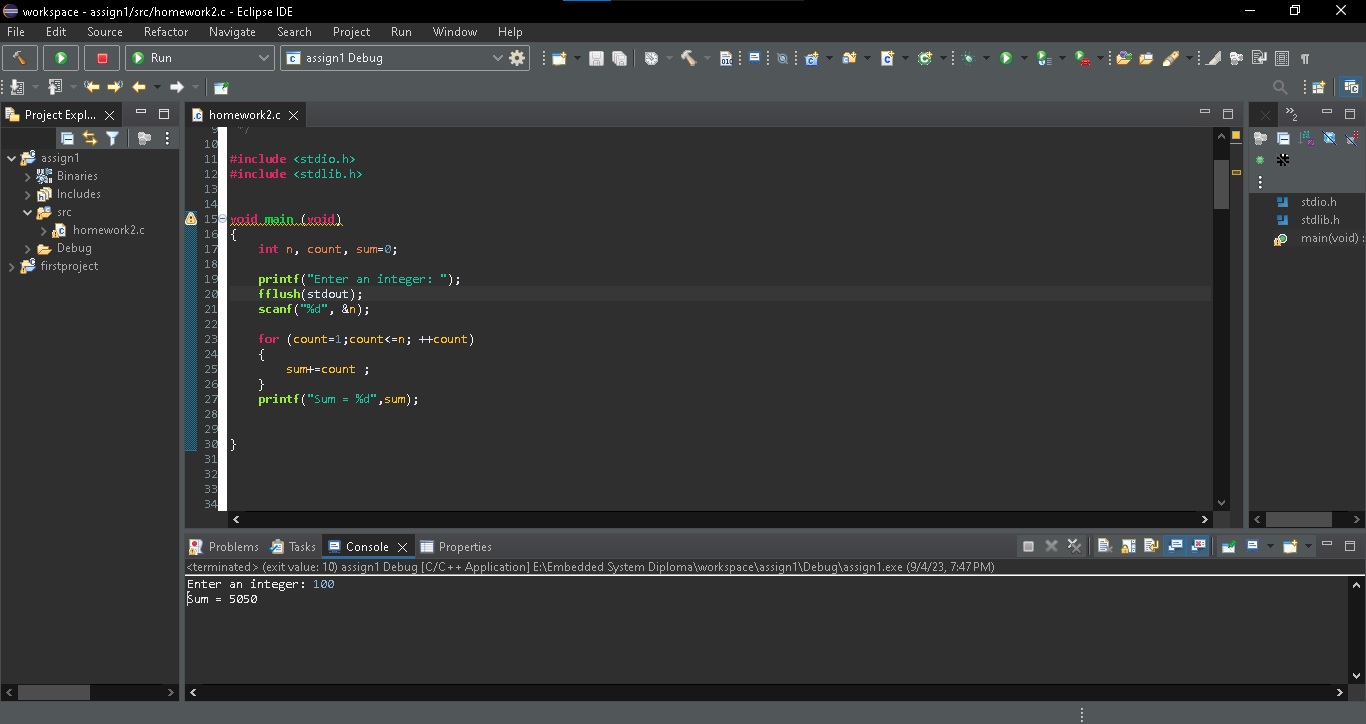 workspace - assign1/src/homework2.c - Eclipse IDE
File Edit Source Refactor Navigate Search Project Run Window Help
Run
assign1 Debug
010
Project Expl...
homework2.c
2
assign1
Binaries
Includes
src
homework2.c
Debug
firstproject
9 */
10
11 #include <stdio.h>
12 #include <stdlib.h>
13
14
15 void main (void)
16 {
17 int n, count, sum=0;
18
19 printf("Enter an integer: ");
20 fflush(stdout);
21 scanf("%d", &n);
22
23 for (count=1;count<=n; ++count)
24 {
25 sum+=count ;
26 }
27 printf("Sum = %d",sum);
28
29
30 }
31
32
33
34
stdio.h
stdlib.h
main(void) :
Problems Tasks Console Properties
<terminated> (exit value: 10) assign1 Debug [C/C++ Application] E:\Embedded System Diploma\workspace\assign1\Debug\assign1.exe (9/4/23, 7:47 PM)
Enter an integer: 100
Sum = 5050